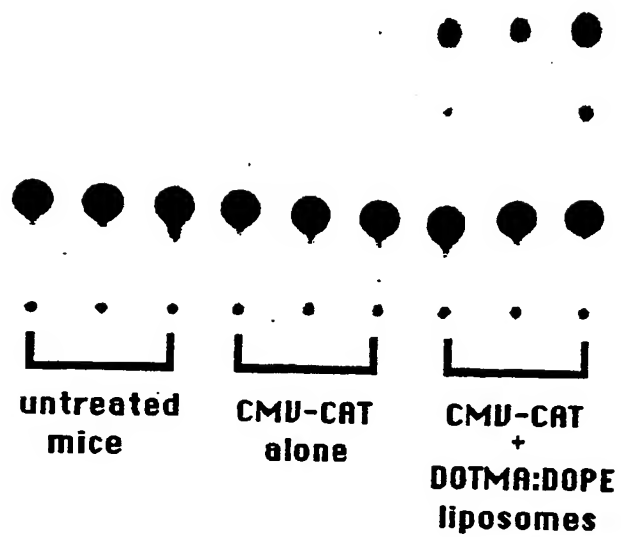 untreated
mice
CMV-CAT
alone
CMV-CAT
+
DOTMA:DOPE
liposomes